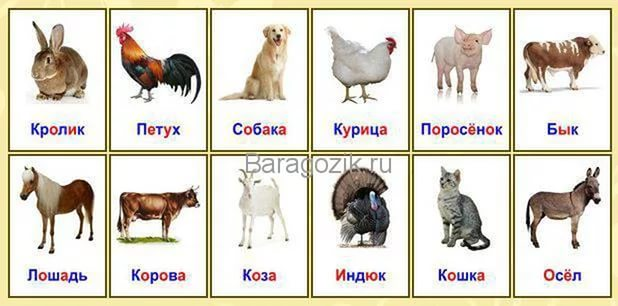 Кролик Петух Собака Курица Поросёнок Бык
Baragozik.ru
Лошадь Корова Коза Индюк Кошка Осёл